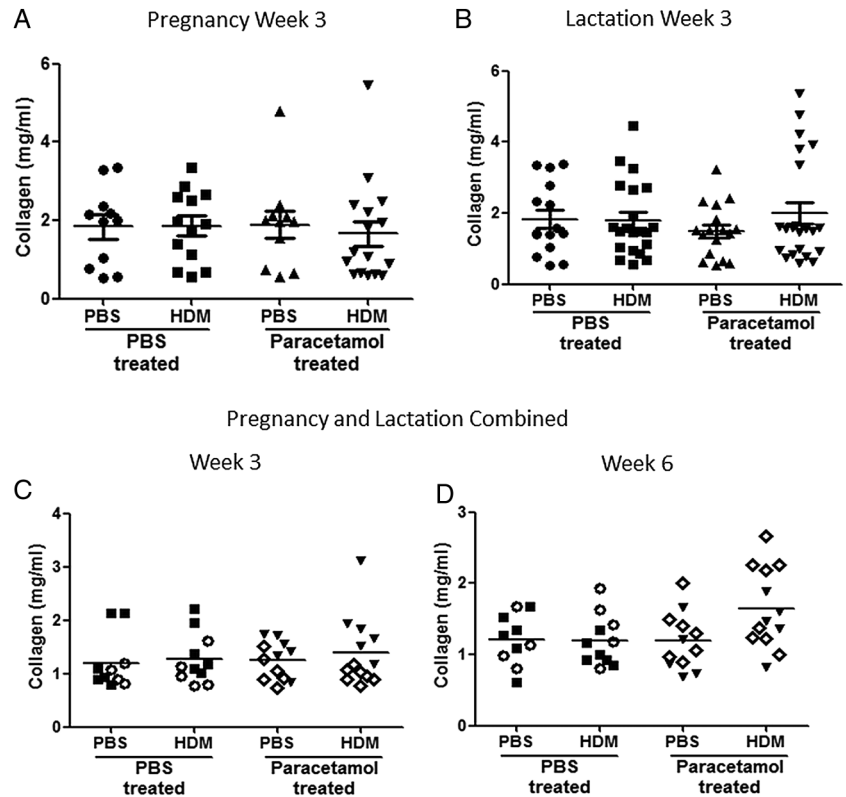 A
Pregnancy Week 3
Collagen (mg/ml)
6
4
2
0
PBS HDM PBS HDM
PBS treated
Paracetamol treated
B
Lactation Week 3
Collagen (mg/ml)
6
4
2
0
PBS HDM PBS HDM
PBS treated
Paracetamol treated
Pregnancy and Lactation Combined
C
Week 3
Collagen (mg/ml)
4
3
2
1
0
PBS HDM PBS HDM
PBS treated
Paracetamol treated
D
Week 6
Collagen (mg/ml)
3
2
1
0
PBS HDM PBS HDM
PBS treated
Paracetamol treated